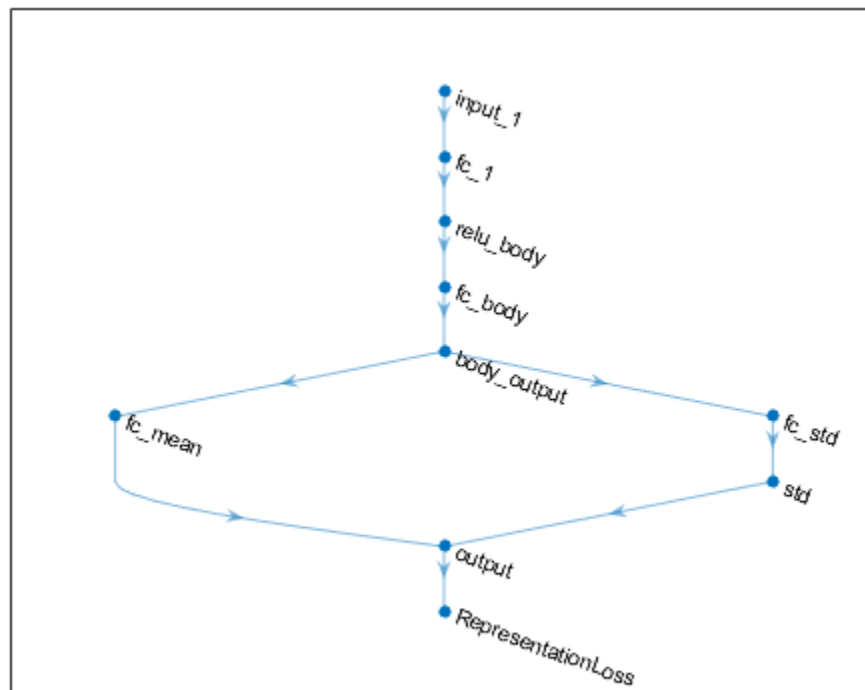 input_1
fc_1
relu_body
fc_body
body_output
fc_mean
fc_std
std
output
RepresentationLoss